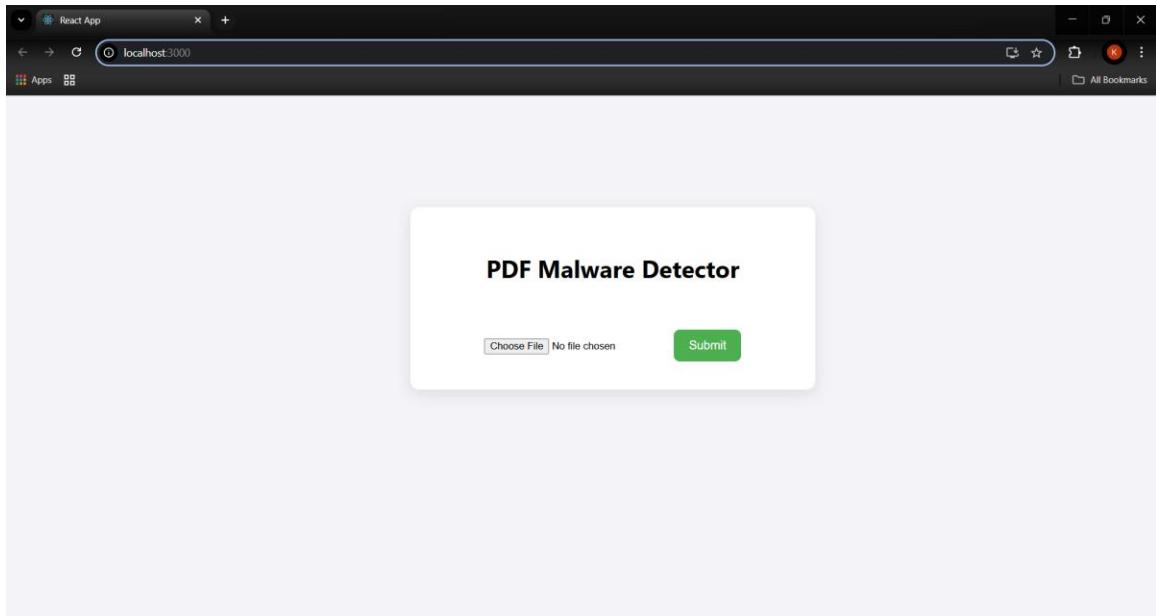 React App
localhost:3000
K
Apps
All Bookmarks
PDF Malware Detector
Choose File No file chosen
Submit